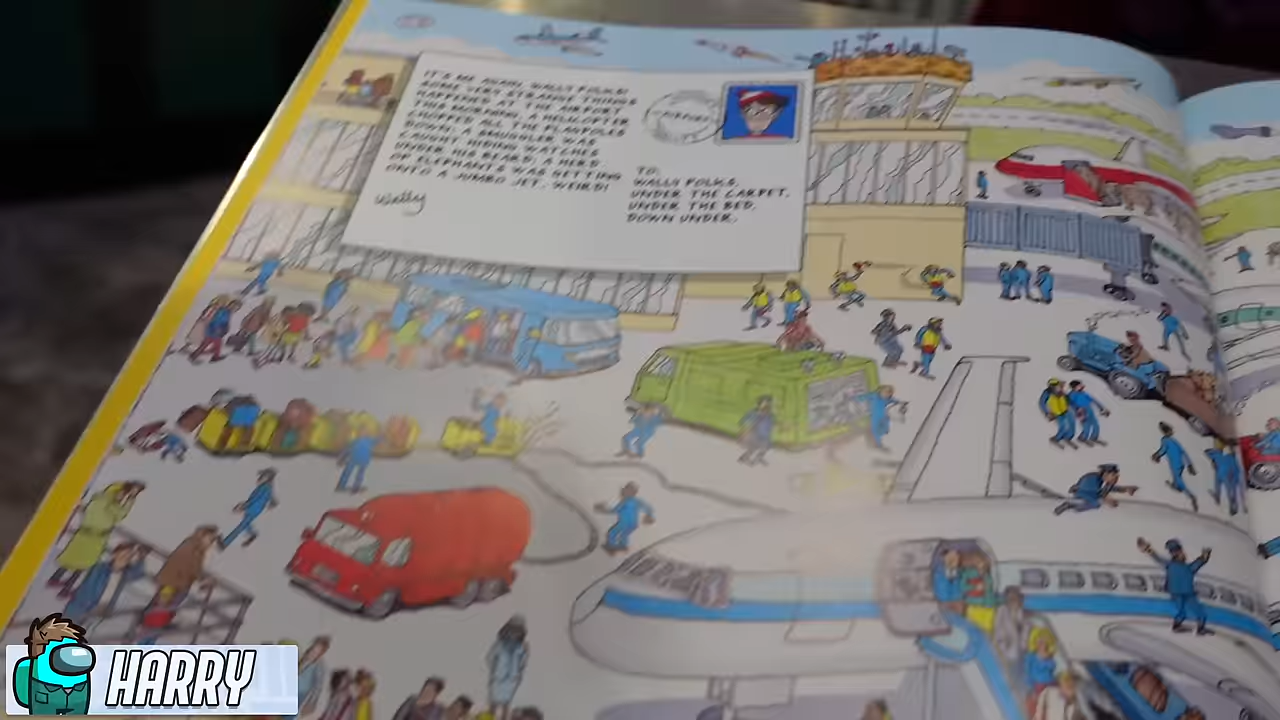 IT'S ME AGAIN, WALLY FOLKS!
SOME VERY STRANGE THINGS
HAPPENED AT THE AIRPORT
THIS MORNING. A HELICOPTER
CHOPPED ALL THE FLAGPOLES
DOWN; A SMUGGLER WAS
CAUGHT HIDING WATCHES
UNDER HIS BEARD; A HERD
OF ELEPHANTS WAS GETTING
ONTO A JUMBO JET. WEIRD!
Wally
TO:
WALLY FOLKS,
UNDER THE CARPET,
UNDER THE BED,
DOWN UNDER.
HARRY